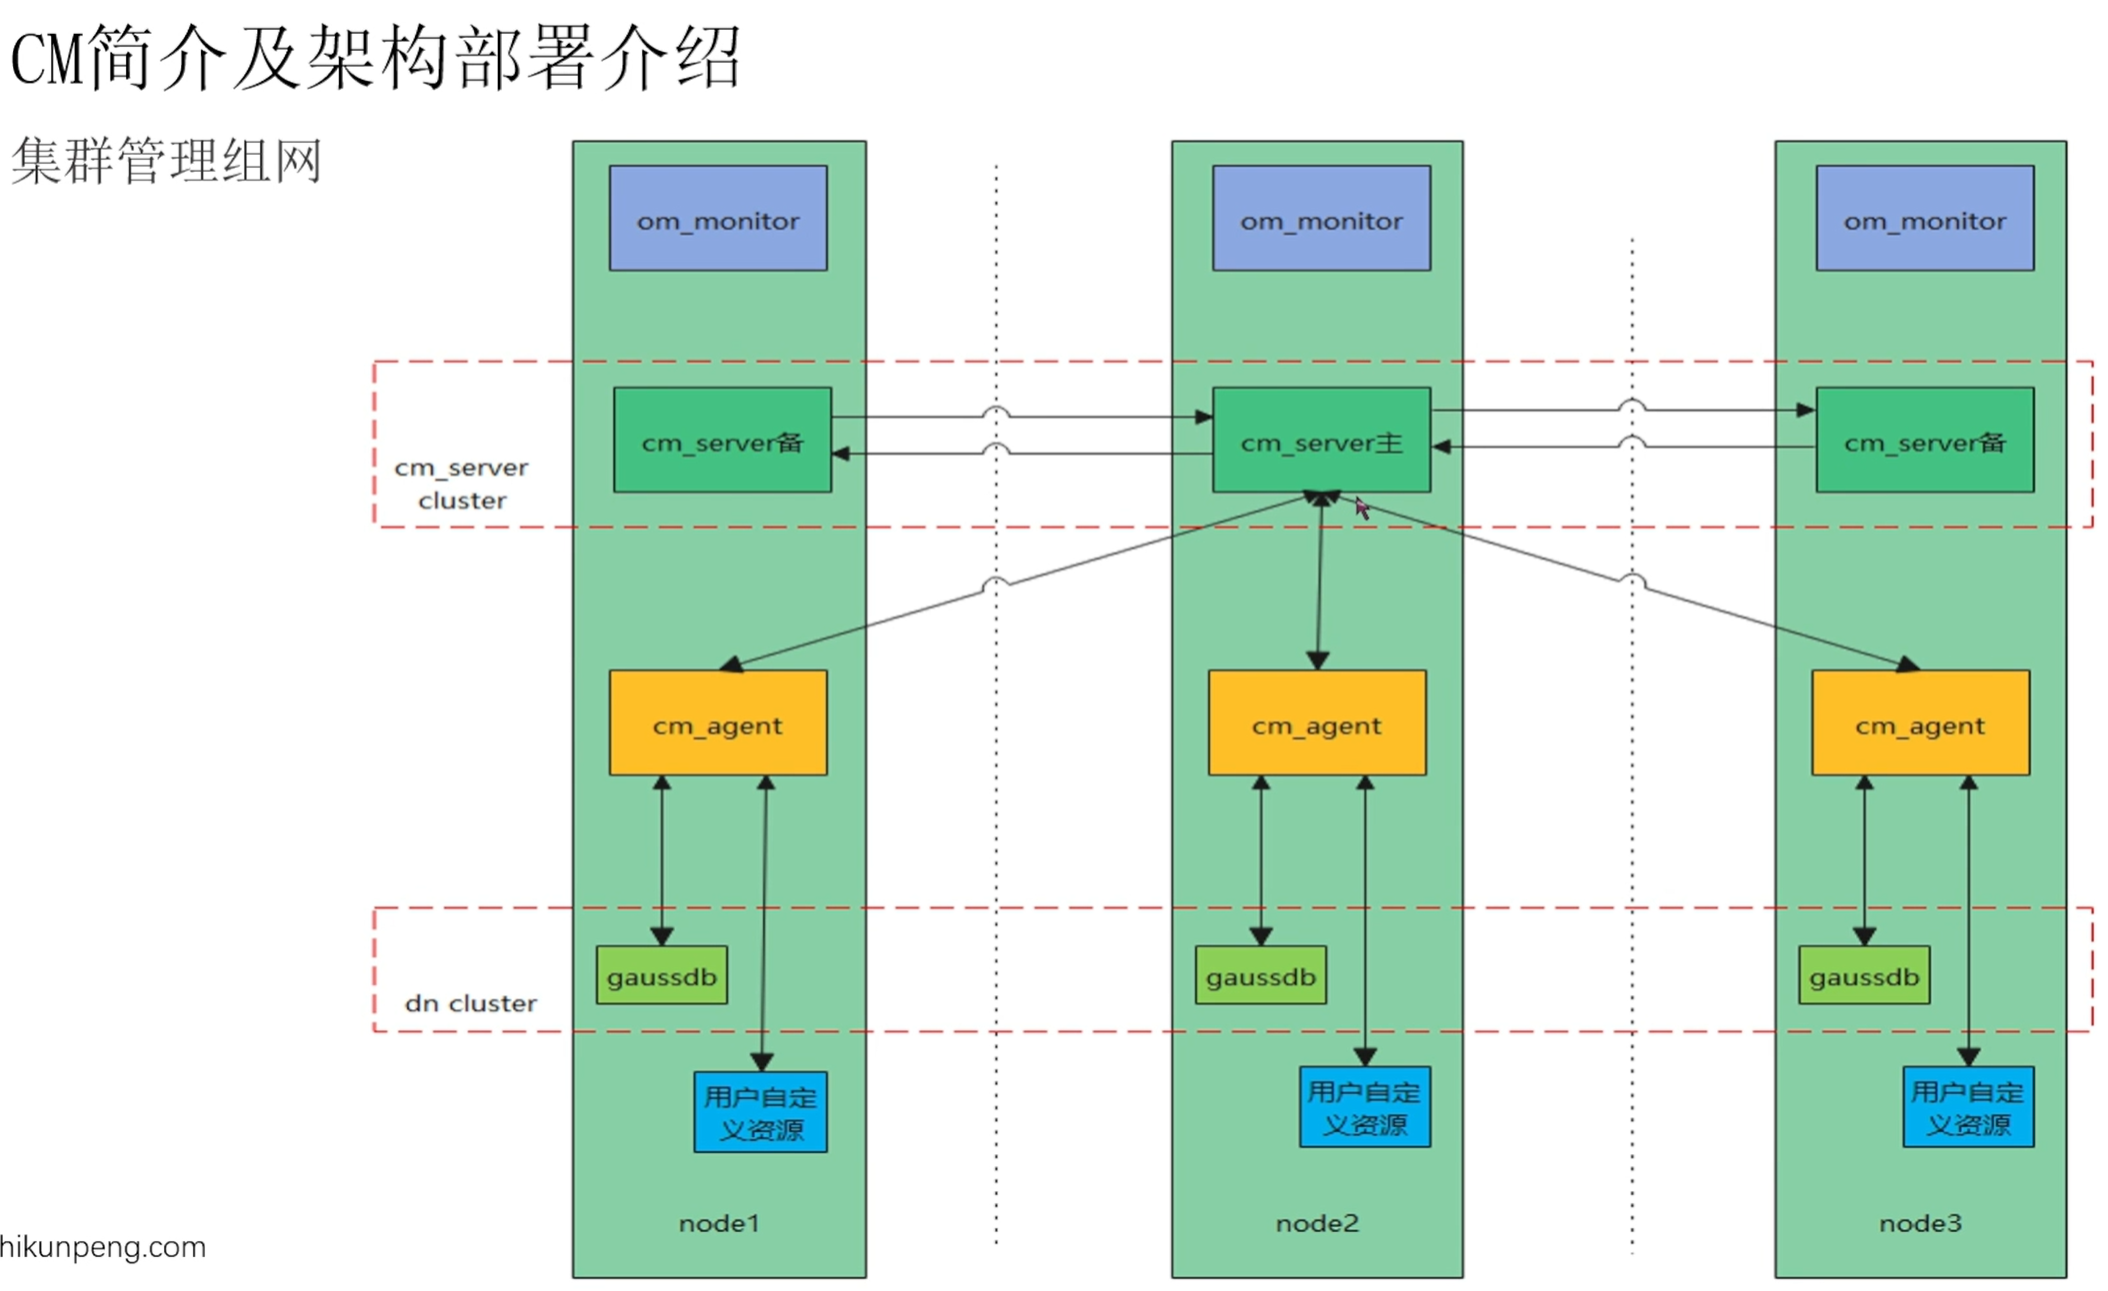 CM简介及架构部署介绍
集群管理组网
om_monitor
om_monitor
om_monitor
cm_server
cluster
cm_server备
cm_server主
cm_server备
cm_agent
cm_agent
cm_agent
dn cluster
gaussdb
gaussdb
gaussdb
用户自定
义资源
用户自定
义资源
用户自定
义资源
node1
node2
node3
hikunpeng.com